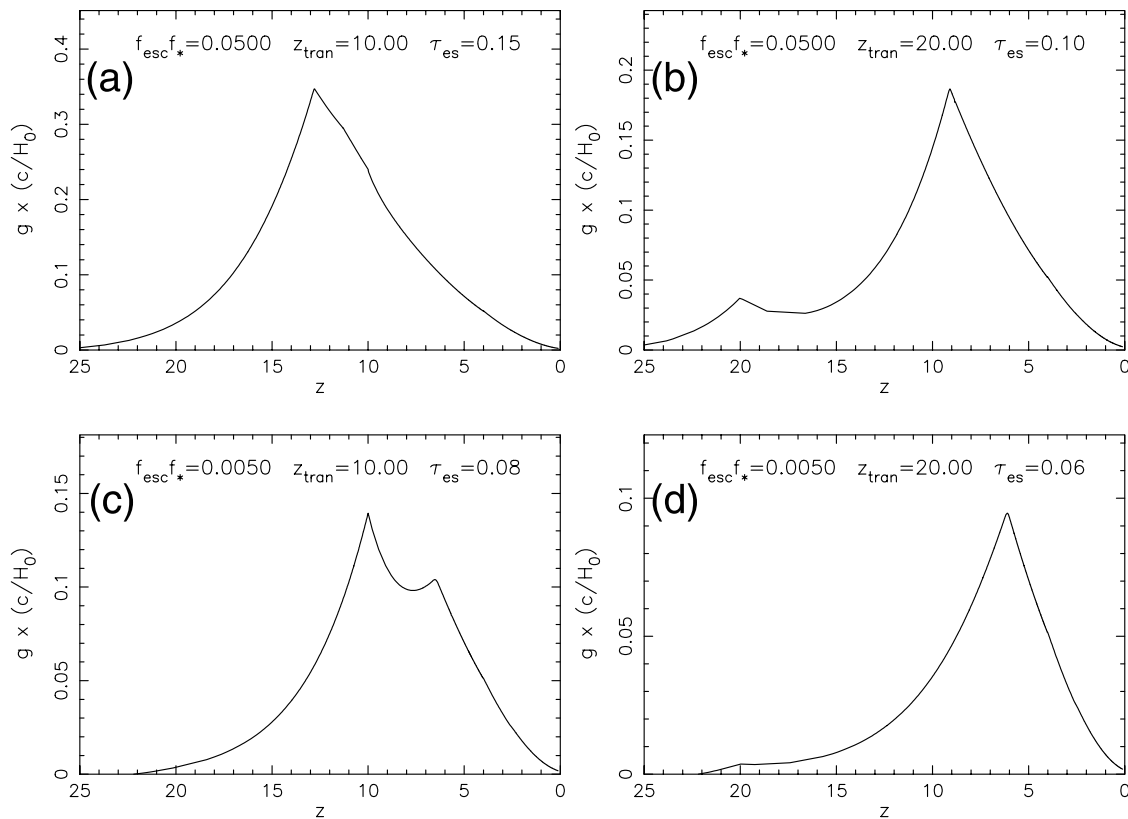 (a)
f_esc f_*=0.0500 z_tran=10.00 τ_es=0.15
g x (c/H_0)
0 0.1 0.2 0.3 0.4
25 20 15 10 5 0
z
(b)
f_esc f_*=0.0500 z_tran=20.00 τ_es=0.10
g x (c/H_0)
0 0.05 0.1 0.15 0.2
25 20 15 10 5 0
z
(c)
f_esc f_*=0.0050 z_tran=10.00 τ_es=0.08
g x (c/H_0)
0 0.05 0.1 0.15
25 20 15 10 5 0
z
(d)
f_esc f_*=0.0050 z_tran=20.00 τ_es=0.06
g x (c/H_0)
0 0.05 0.1
25 20 15 10 5 0
z